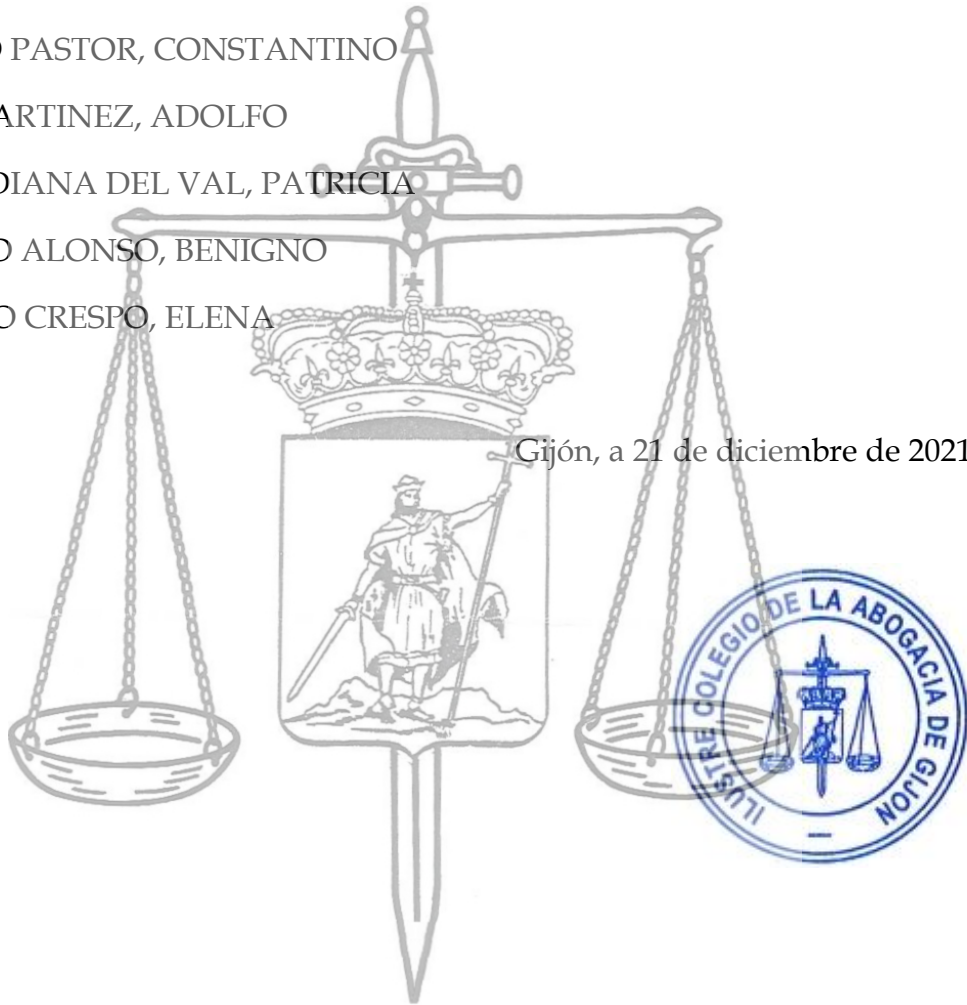 PASTOR, CONSTANTINO
ARTINEZ, ADOLFO
DIANA DEL VAL, PATRICIA
O ALONSO, BENIGNO
O CRESPO, ELENA
Gijón, a 21 de diciembre de 2021
ILUSTRE COLEGIO DE LA ABOGACIA DE GIJON